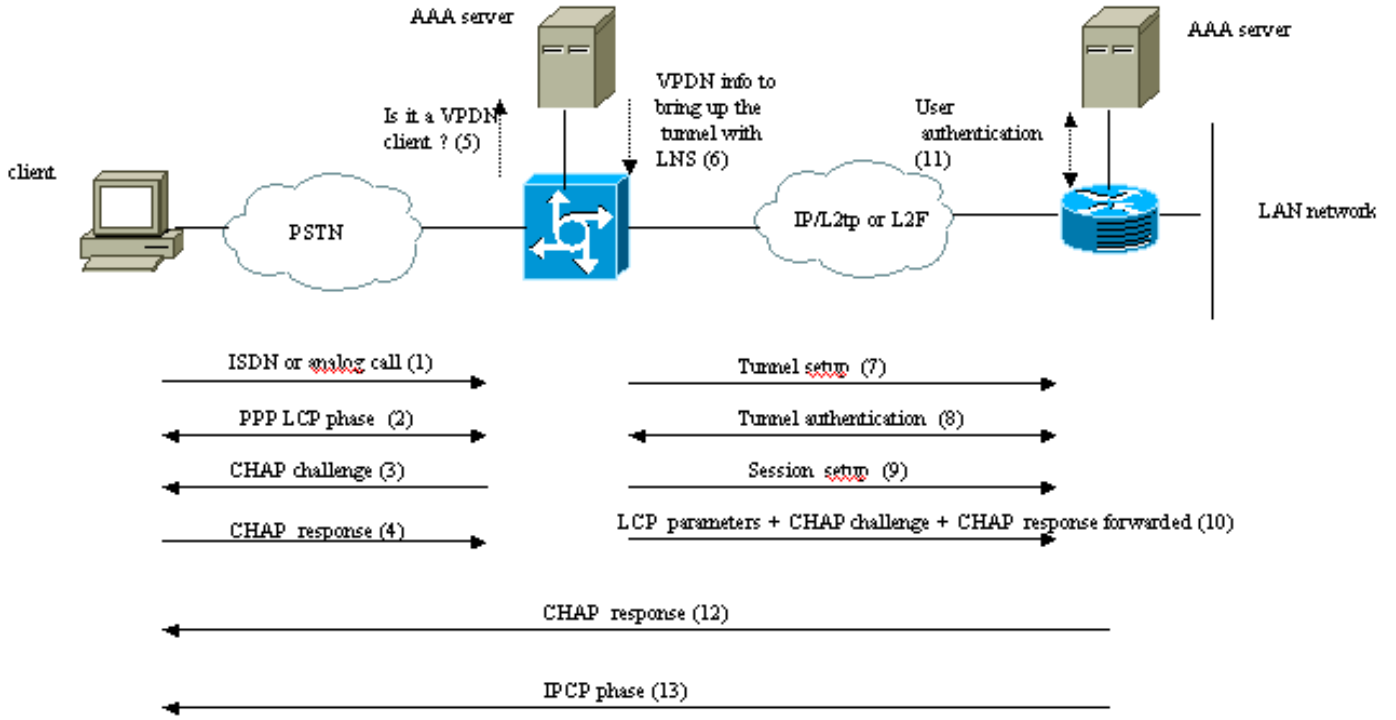 AAA server
AAA server
VPDN info to
bring up the
tunnel with
LNS (6)
Is it a VPDN
client ? (5)
User
authentication
(11)
client
PSTN
IP/L2tp or L2F
LAN network
ISDN or analog call (1)
Tunnel setup (7)
PPP LCP phase (2)
Tunnel authentication (8)
CHAP challenge (3)
Session setup (9)
CHAP response (4)
LCP parameters + CHAP challenge + CHAP response forwarded (10)
CHAP response (12)
IPCP phase (13)